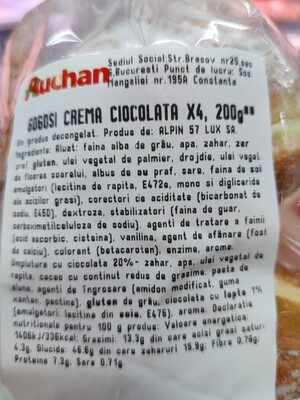 Auchan
Sediul Social:Str.Brasov nr25,sec
6,Bucuresti Punct de lucru: Sos.
Mangaliei nr.195A Constanta
GOGOSI CREMA CIOCOLATA X4, 200g**
Un produs decongelat. Produs de: ALPIN 57 LUX SA.
Ingrediente: Aluat: faina alba de grâu, apa, zahar, zer
praf, gluten, ulei vegetal de palmier, drojdie, ulei veget
de floarea soarelui, albus de ou praf, sare, faina de soi
emulgatori (lecitina de rapita, E472e, mono si digliceride
ale acizilor grasi), corectori de aciditate (bicarbonat de
sodiu, E450), dextroza, stabilizatori (faina de guar,
carboximetilceluloza de sodiu), agenti de tratare a fainii
(acid ascorbic, cisteina), vanilina, agent de afânare (fosf
de calciu), colorant (betacaroten), enzime, aroma.
Umplutura cu ciocolata 20%- zahar, apa, ulei vegetal de
rapita, cacao cu continut redus de grasime, pasta de
alune, agenti de îngrosare (amidon modificat, guma
xantan, pectina), gluten de grâu, ciocolata cu lapte 1%
(emulgatori: lecitina din soia, E476), aroma. Declaratie
nutritionale pentru 100 g produs: Valoare energetica:
1406kJ/336kcal; Grasimi: 13.3g din care acizi grasi satur
4.3g, Glucide: 46.6g din care zaharuri 15.9g; Fibre 0,76g;
Proteine 7.3g; Sare 0,71g.